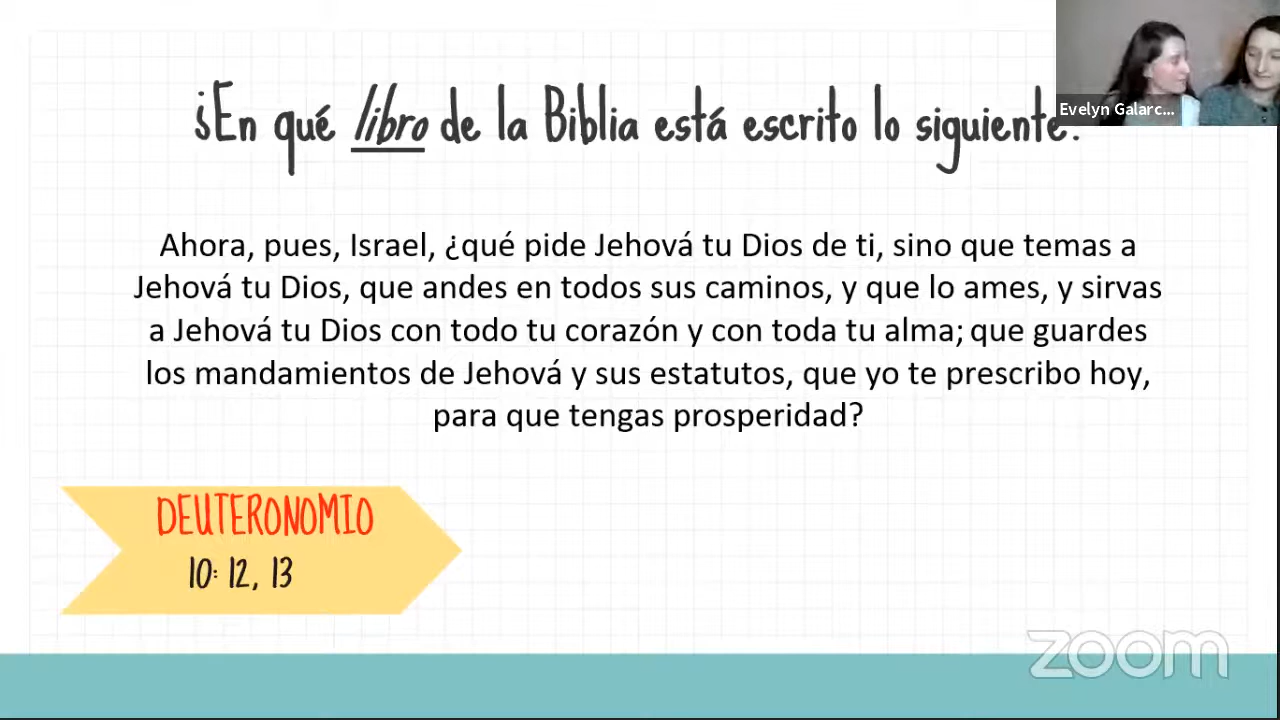 ¿En qué libro de la Biblia está escrito lo siguiente:
Evelyn Galarc...
Ahora, pues, Israel, ¿qué pide Jehová tu Dios de ti, sino que temas a
Jehová tu Dios, que andes en todos sus caminos, y que lo ames, y sirvas
a Jehová tu Dios con todo tu corazón y con toda tu alma; que guardes
los mandamientos de Jehová y sus estatutos, que yo te prescribo hoy,
para que tengas prosperidad?
DEUTERONOMIO
10: 12, 13
zoom